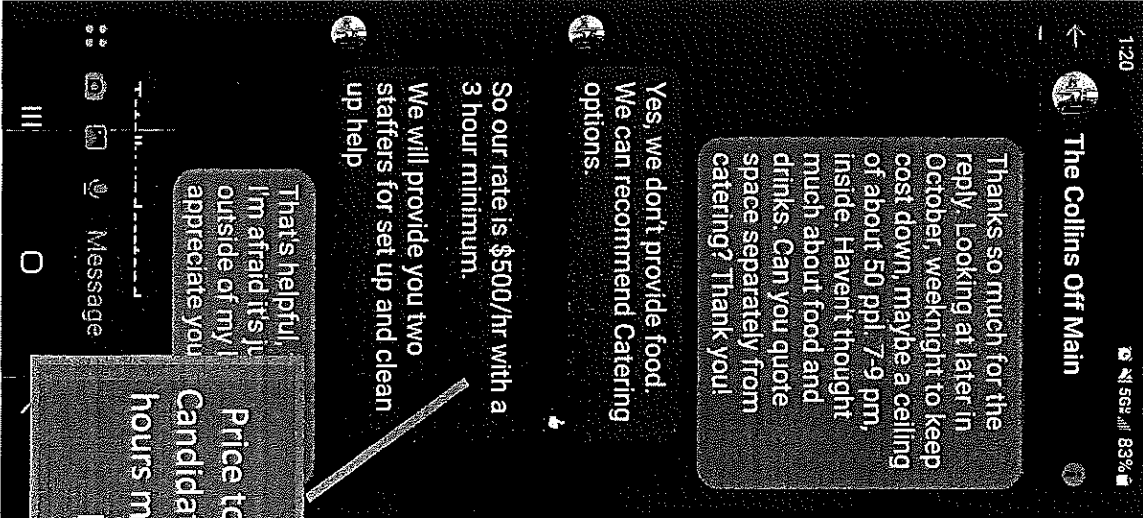 1:20
5G 83%
The Collins Off Main
Thanks so much for the
reply. Looking at later in
October, weeknight to keep
cost down, maybe a ceiling
of about 50 ppl. 7-9 pm,
inside. Havent thought
much about food and
drinks. Can you quote
space separately from
catering? Thank you!
Yes, we don't provide food.
We can recommend Catering
options.
So our rate is $500/hr with a
3 hour minimum.
We will provide you two
staffers for set up and clean
up help
That's helpful,
I'm afraid it's ju
outside of my
appreciate you
Message
Price to
Candidat
hours m